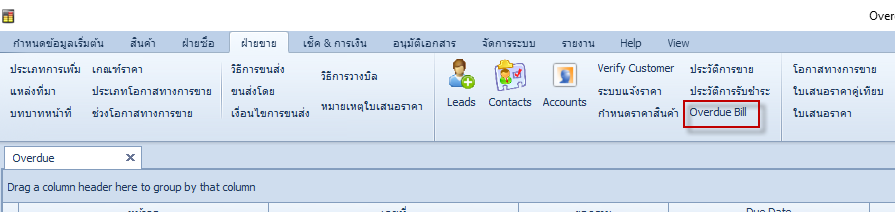 Overd
กำหนดข้อมูลเริ่มต้น สินค้า ฝ่ายซื้อ ฝ่ายขาย เช็ค & การเงิน อนุมัติเอกสาร จัดการระบบ รายงาน Help View
ประเภทการเพิ่ม เกณฑ์ราคา วิธีการขนส่ง วิธีการวางบิล Verify Customer ประวัติการขาย โอกาสทางการขาย
แหล่งที่มา ประเภทโอกาสทางการขาย ขนส่งโดย Leads Contacts Accounts ระบบแจ้งราคา ประวัติการรับชำระ ใบเสนอราคาคู่เทียบ
บทบาทหน้าที่ ช่วงโอกาสทางการขาย เงื่อนไขการขนส่ง หมายเหตุใบเสนอราคา กำหนดราคาสินค้า Overdue Bill ใบเสนอราคา
Overdue
Drag a column header here to group by that column
เลขที่ Due Date